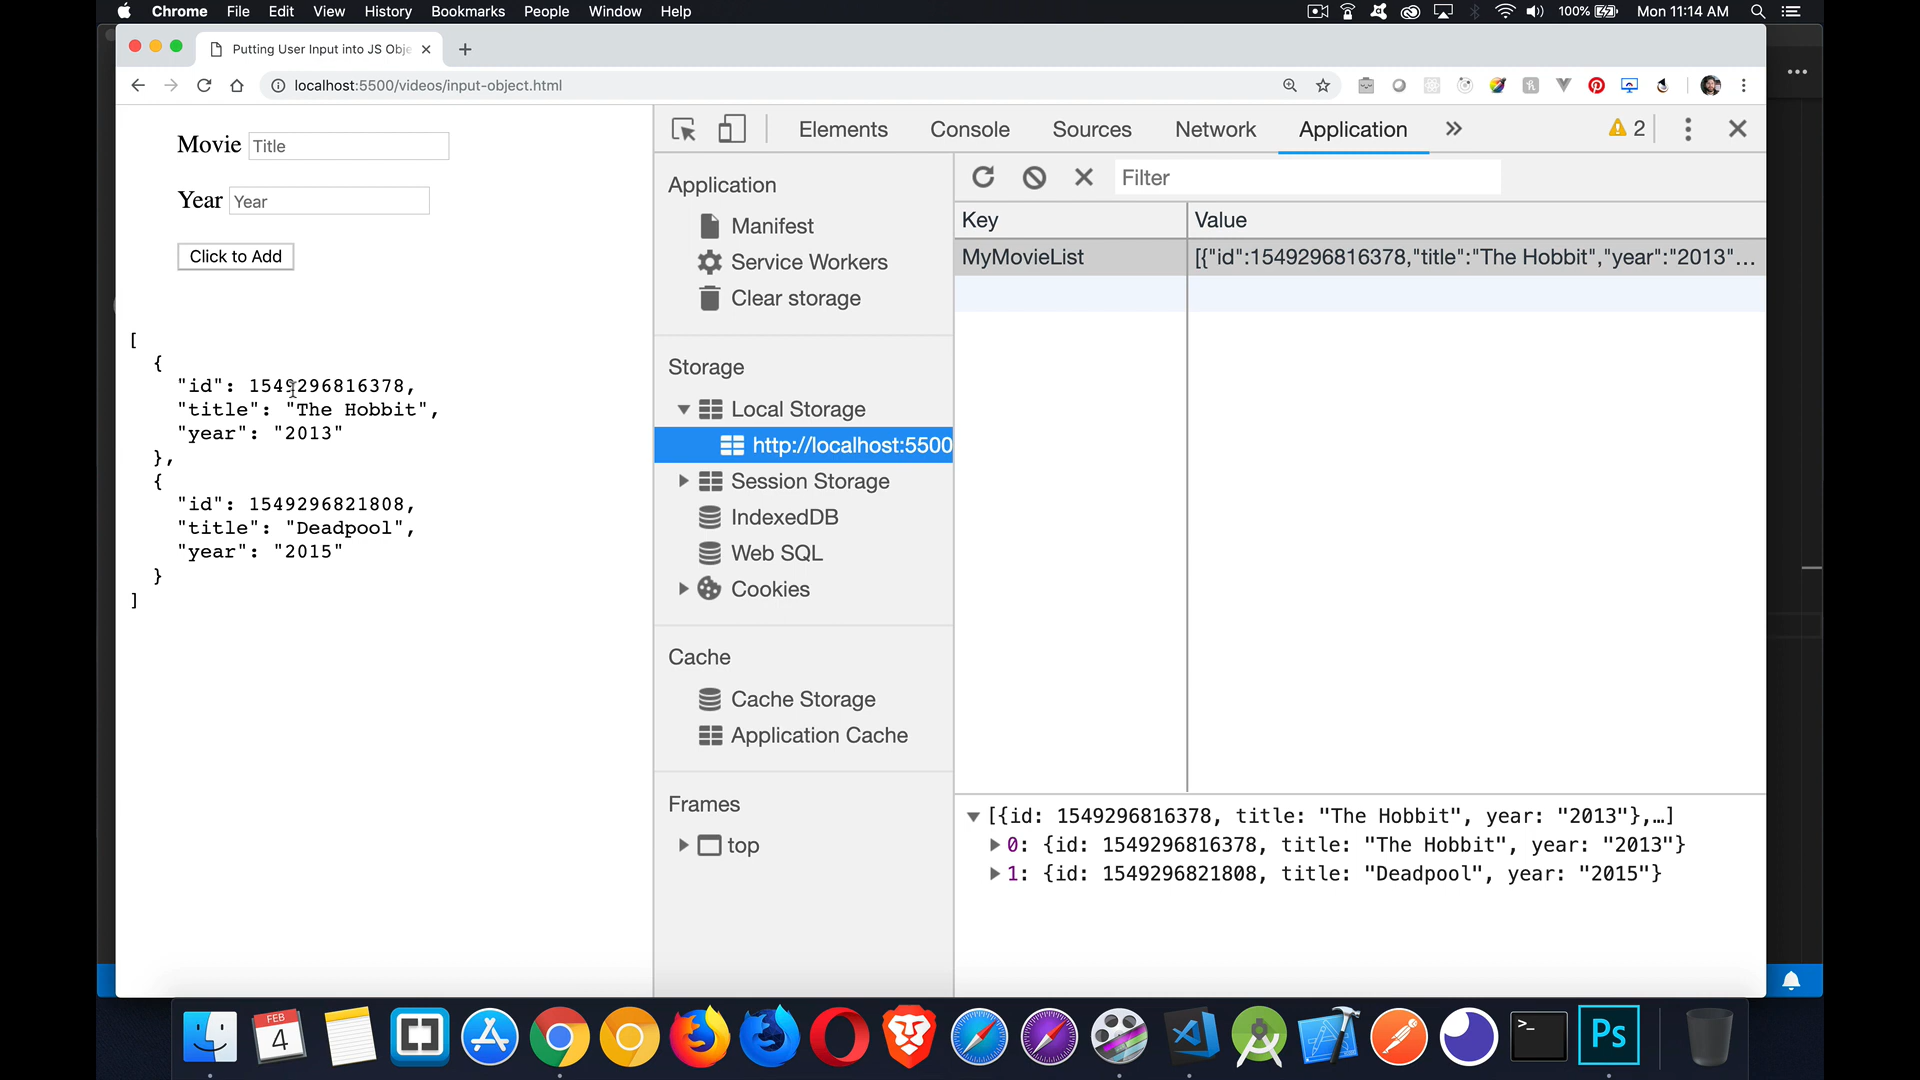 Chrome File Edit View History Bookmarks People Window Help 100% Mon 11:14 AM
Putting User Input into JS Obje
localhost:5500/videos/input-object.html
Movie Title
Year Year
Click to Add
[
{
"id": 1549296816378,
"title": "The Hobbit",
"year": "2013"
},
{
"id": 1549296821808,
"title": "Deadpool",
"year": "2015"
}
]
Elements Console Sources Network Application 2
Application
Manifest
Service Workers
Clear storage
Storage
Local Storage
http://localhost:5500
Session Storage
IndexedDB
Web SQL
Cookies
Cache
Cache Storage
Application Cache
Frames
top
Filter
Key Value
MyMovieList [{"id":1549296816378,"title":"The Hobbit","year":"2013"…
[{id: 1549296816378, title: "The Hobbit", year: "2013"},…]
0: {id: 1549296816378, title: "The Hobbit", year: "2013"}
1: {id: 1549296821808, title: "Deadpool", year: "2015"}
FEB
4
>_
Ps